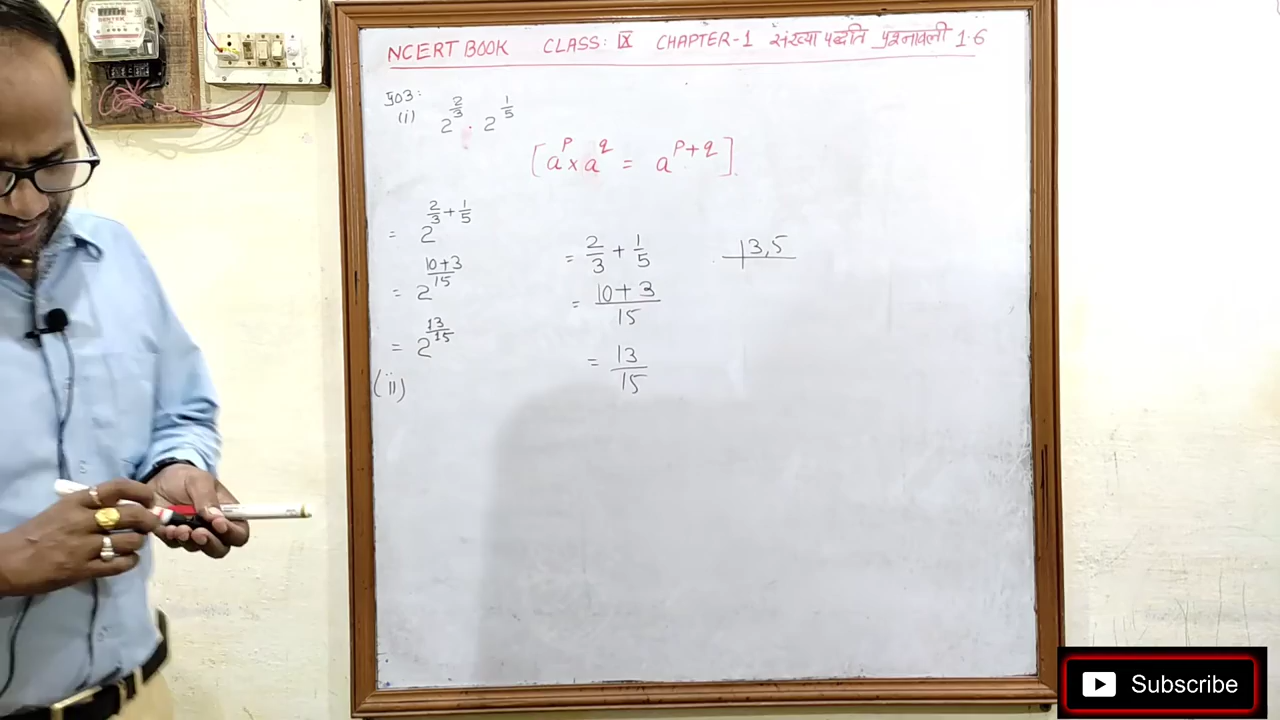 NCERT BOOK CLASS: IX CHAPTER-1 संख्या पद्धति प्रश्नावली 1.6
प्र03:
(i) 2^(2/3) . 2^(1/5)
[a^p × a^q = a^(p+q)]
= 2^(2/3 + 1/5)
= 2^((10+3)/15)
= 2^(13/15)
(ii)
= 2/3 + 1/5
= (10+3)/15
= 13/15
3,5
Subscribe